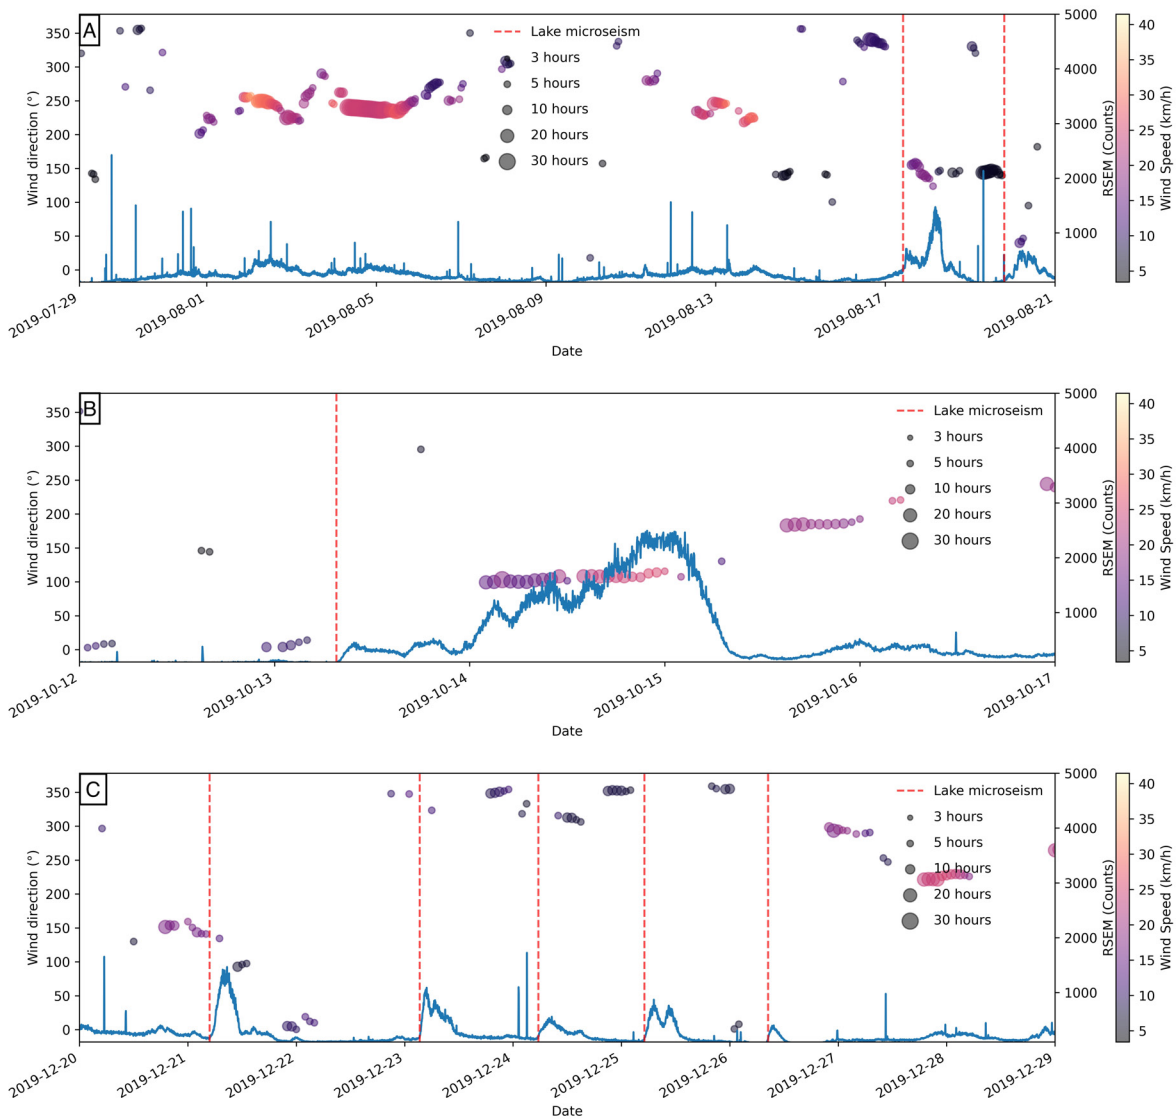 A
350
300
250
200
150
100
50
0
Wind direction (°)
Lake microseism
3 hours
5 hours
10 hours
20 hours
30 hours
5000
4000
3000
2000
1000
RSEM (Counts)
40
35
30
25
20
15
10
5
Wind Speed (km/h)
2019-07-29
2019-08-01
2019-08-05
2019-08-09
2019-08-13
2019-08-17
2019-08-21
Date
B
350
300
250
200
150
100
50
0
Wind direction (°)
Lake microseism
3 hours
5 hours
10 hours
20 hours
30 hours
5000
4000
3000
2000
1000
RSEM (Counts)
40
35
30
25
20
15
10
5
Wind Speed (km/h)
2019-10-12
2019-10-13
2019-10-14
2019-10-15
2019-10-16
2019-10-17
Date
C
350
300
250
200
150
100
50
0
Wind direction (°)
Lake microseism
3 hours
5 hours
10 hours
20 hours
30 hours
5000
4000
3000
2000
1000
RSEM (Counts)
40
35
30
25
20
15
10
5
Wind Speed (km/h)
2019-12-20
2019-12-21
2019-12-22
2019-12-23
2019-12-24
2019-12-25
2019-12-26
2019-12-27
2019-12-28
2019-12-29
Date